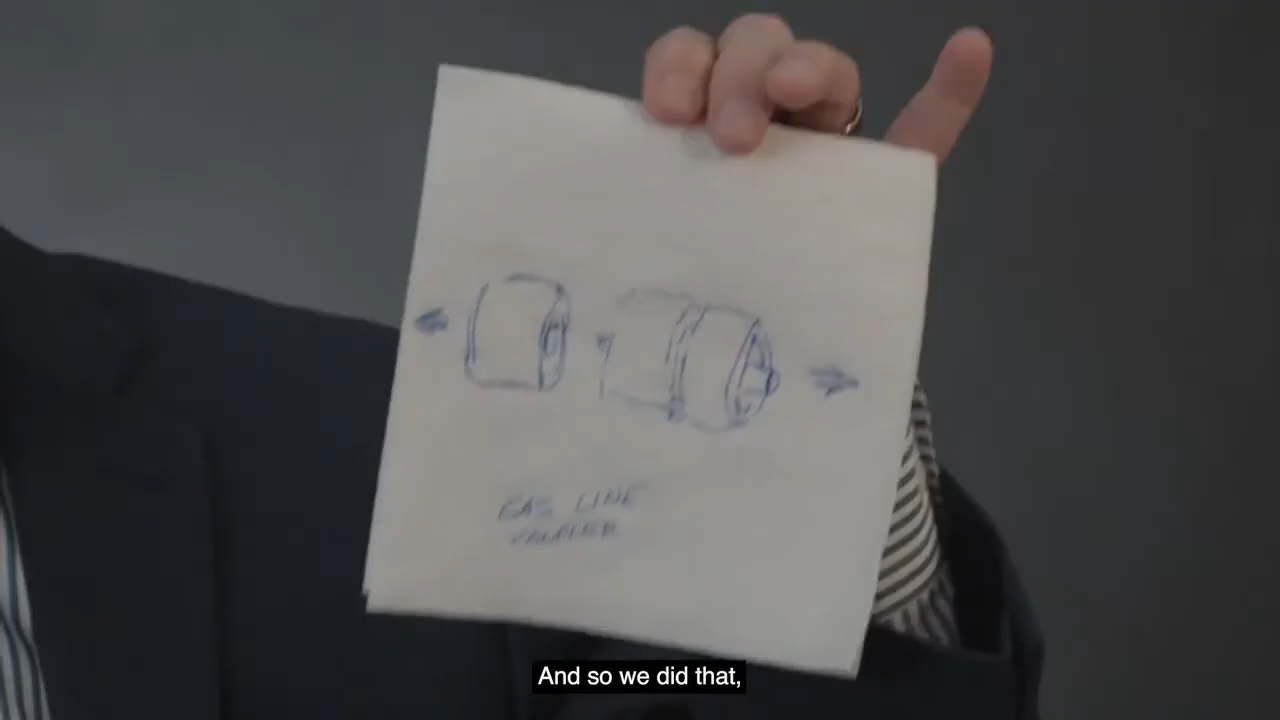 GAS LINE
And so we did that,